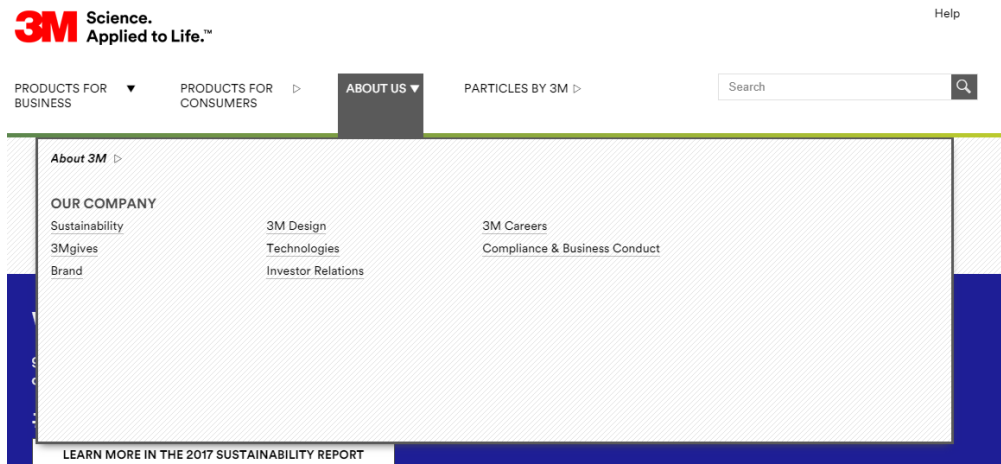 3M Science.
Applied to Life.™
Help
PRODUCTS FOR ▼
BUSINESS
PRODUCTS FOR ▷
CONSUMERS
ABOUT US ▼
PARTICLES BY 3M ▷
Search
About 3M ▷
OUR COMPANY
Sustainability
3Mgives
Brand
3M Design
Technologies
Investor Relations
3M Careers
Compliance & Business Conduct
LEARN MORE IN THE 2017 SUSTAINABILITY REPORT